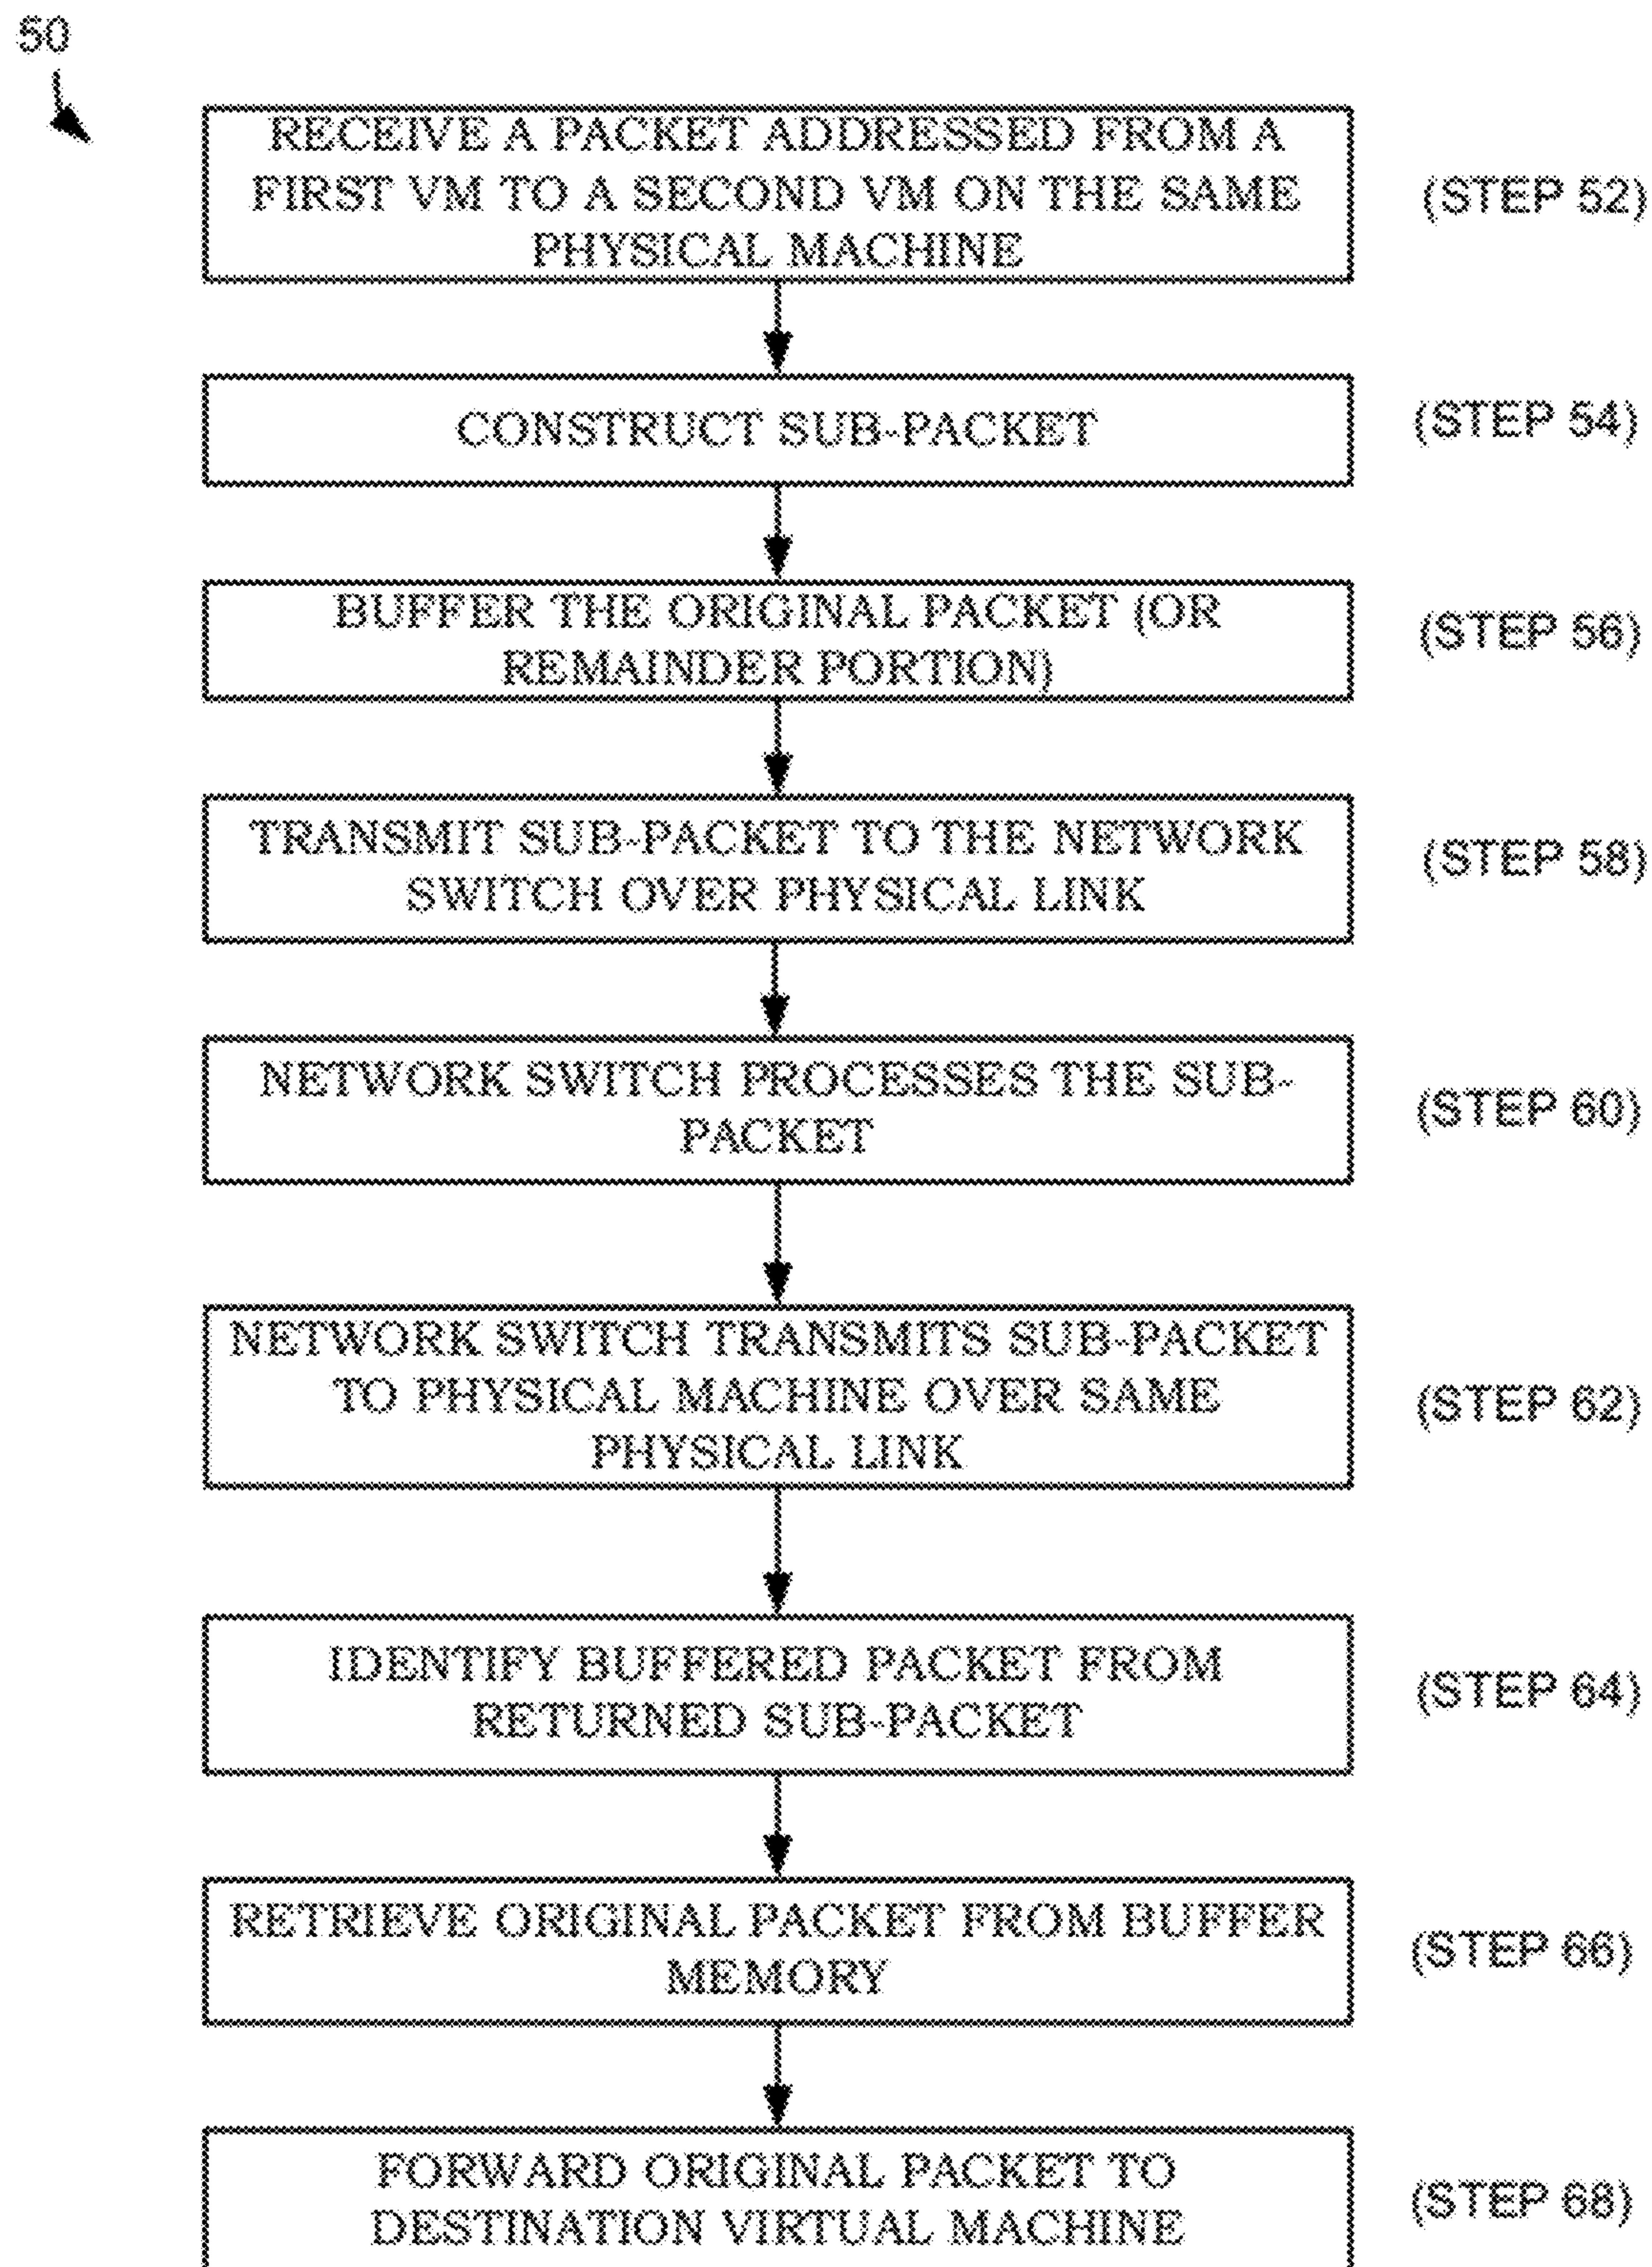 50
RECEIVE A PACKET ADDRESSED FROM A
FIRST VM TO A SECOND VM ON THE SAME
PHYSICAL MACHINE
(STEP 52)
CONSTRUCT SUB-PACKET
(STEP 54)
BUFFER THE ORIGINAL PACKET (OR
REMAINDER PORTION)
(STEP 56)
TRANSMIT SUB-PACKET TO THE NETWORK
SWITCH OVER PHYSICAL LINK
(STEP 58)
NETWORK SWITCH PROCESSES THE SUB-
PACKET
(STEP 60)
NETWORK SWITCH TRANSMITS SUB-PACKET
TO PHYSICAL MACHINE OVER SAME
PHYSICAL LINK
(STEP 62)
IDENTIFY BUFFERED PACKET FROM
RETURNED SUB-PACKET
(STEP 64)
RETRIEVE ORIGINAL PACKET FROM BUFFER
MEMORY
(STEP 66)
FORWARD ORIGINAL PACKET TO
DESTINATION VIRTUAL MACHINE
(STEP 68)